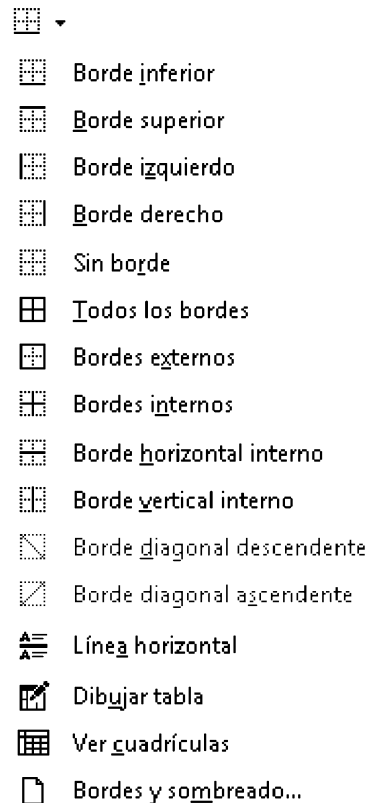 Borde inferior
Borde superior
Borde izquierdo
Borde derecho
Sin borde
Todos los bordes
Bordes externos
Bordes internos
Borde horizontal interno
Borde vertical interno
Borde diagonal descendente
Borde diagonal ascendente
Línea horizontal
Dibujar tabla
Ver cuadrículas
Bordes y sombreado...